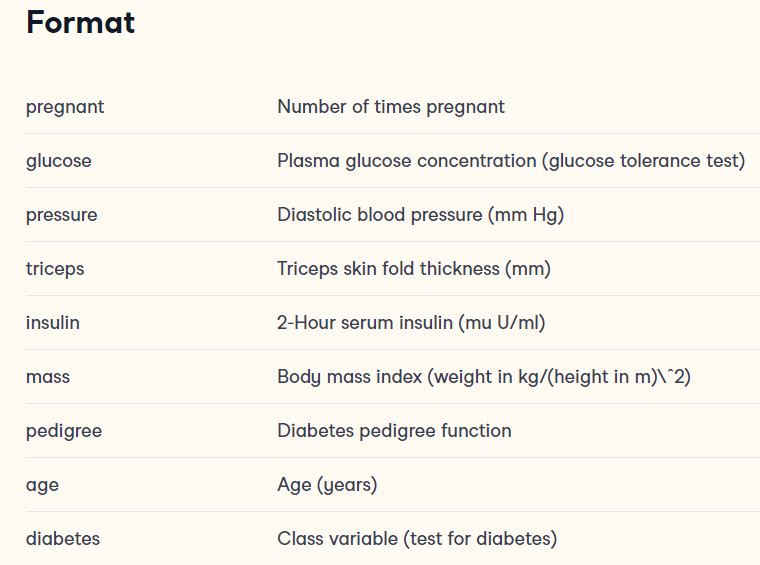 Format
pregnant Number of times pregnant
glucose Plasma glucose concentration (glucose tolerance test)
pressure Diastolic blood pressure (mm Hg)
triceps Triceps skin fold thickness (mm)
insulin 2-Hour serum insulin (mu U/ml)
mass Body mass index (weight in kg/(height in m)\^2)
pedigree Diabetes pedigree function
age Age (years)
diabetes Class variable (test for diabetes)